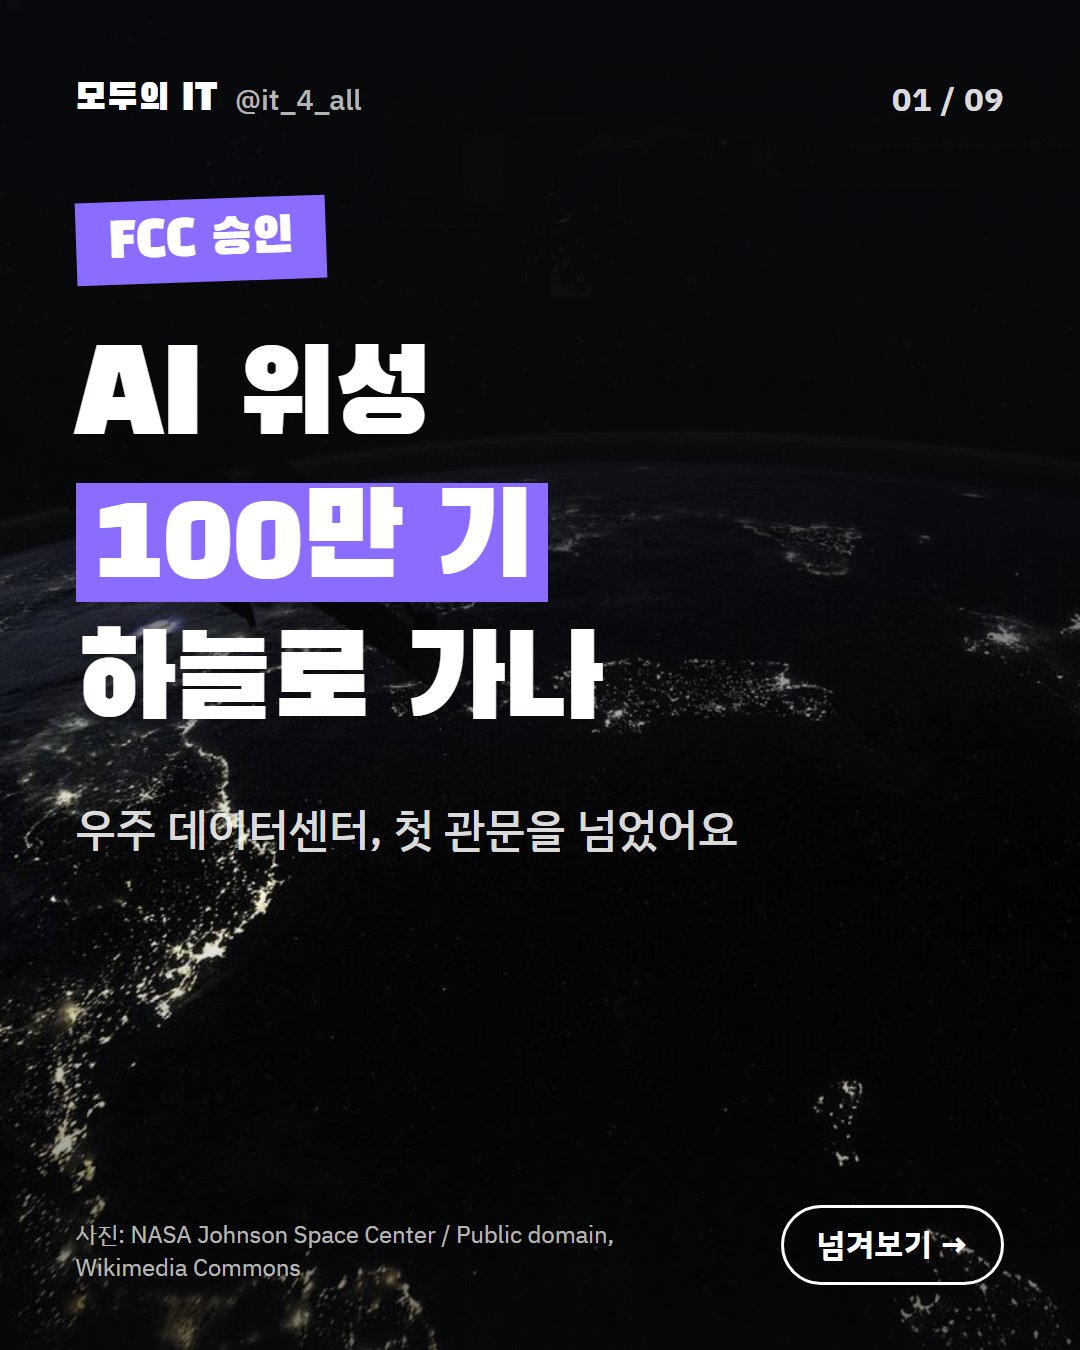 모두의 IT @it_4_all
01 / 09
FCC 승인
AI 위성
100만 기
하늘로 가나
우주 데이터센터, 첫 관문을 넘었어요
사진: NASA Johnson Space Center / Public domain,
Wikimedia Commons
넘겨보기 →